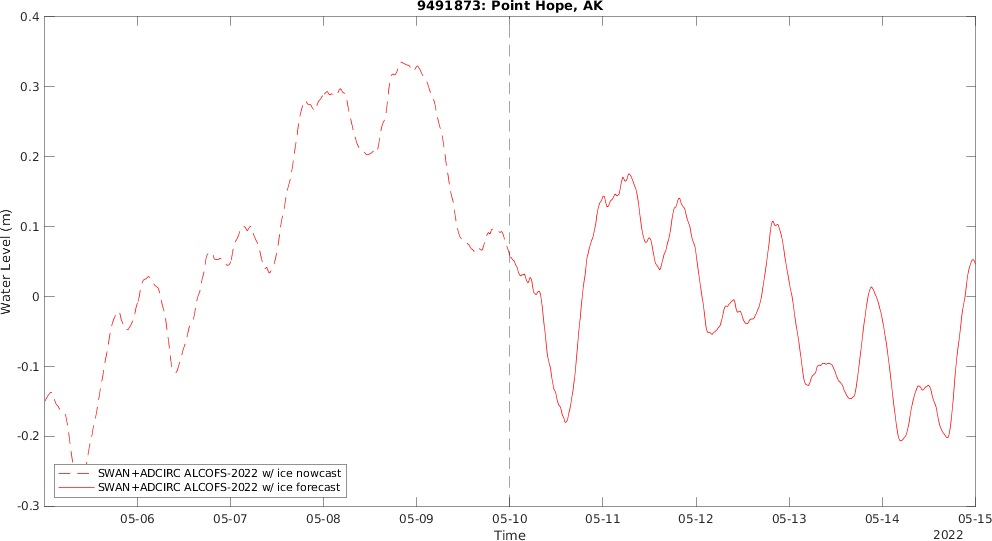 9491873: Point Hope, AK
0.4
0.3
0.2
0.1
0
-0.1
-0.2
-0.3
Water Level (m)
SWAN+ADCIRC ALCOFS-2022 w/ ice nowcast
SWAN+ADCIRC ALCOFS-2022 w/ ice forecast
05-06 05-07 05-08 05-09 05-10 05-11 05-12 05-13 05-14 05-15
Time
2022